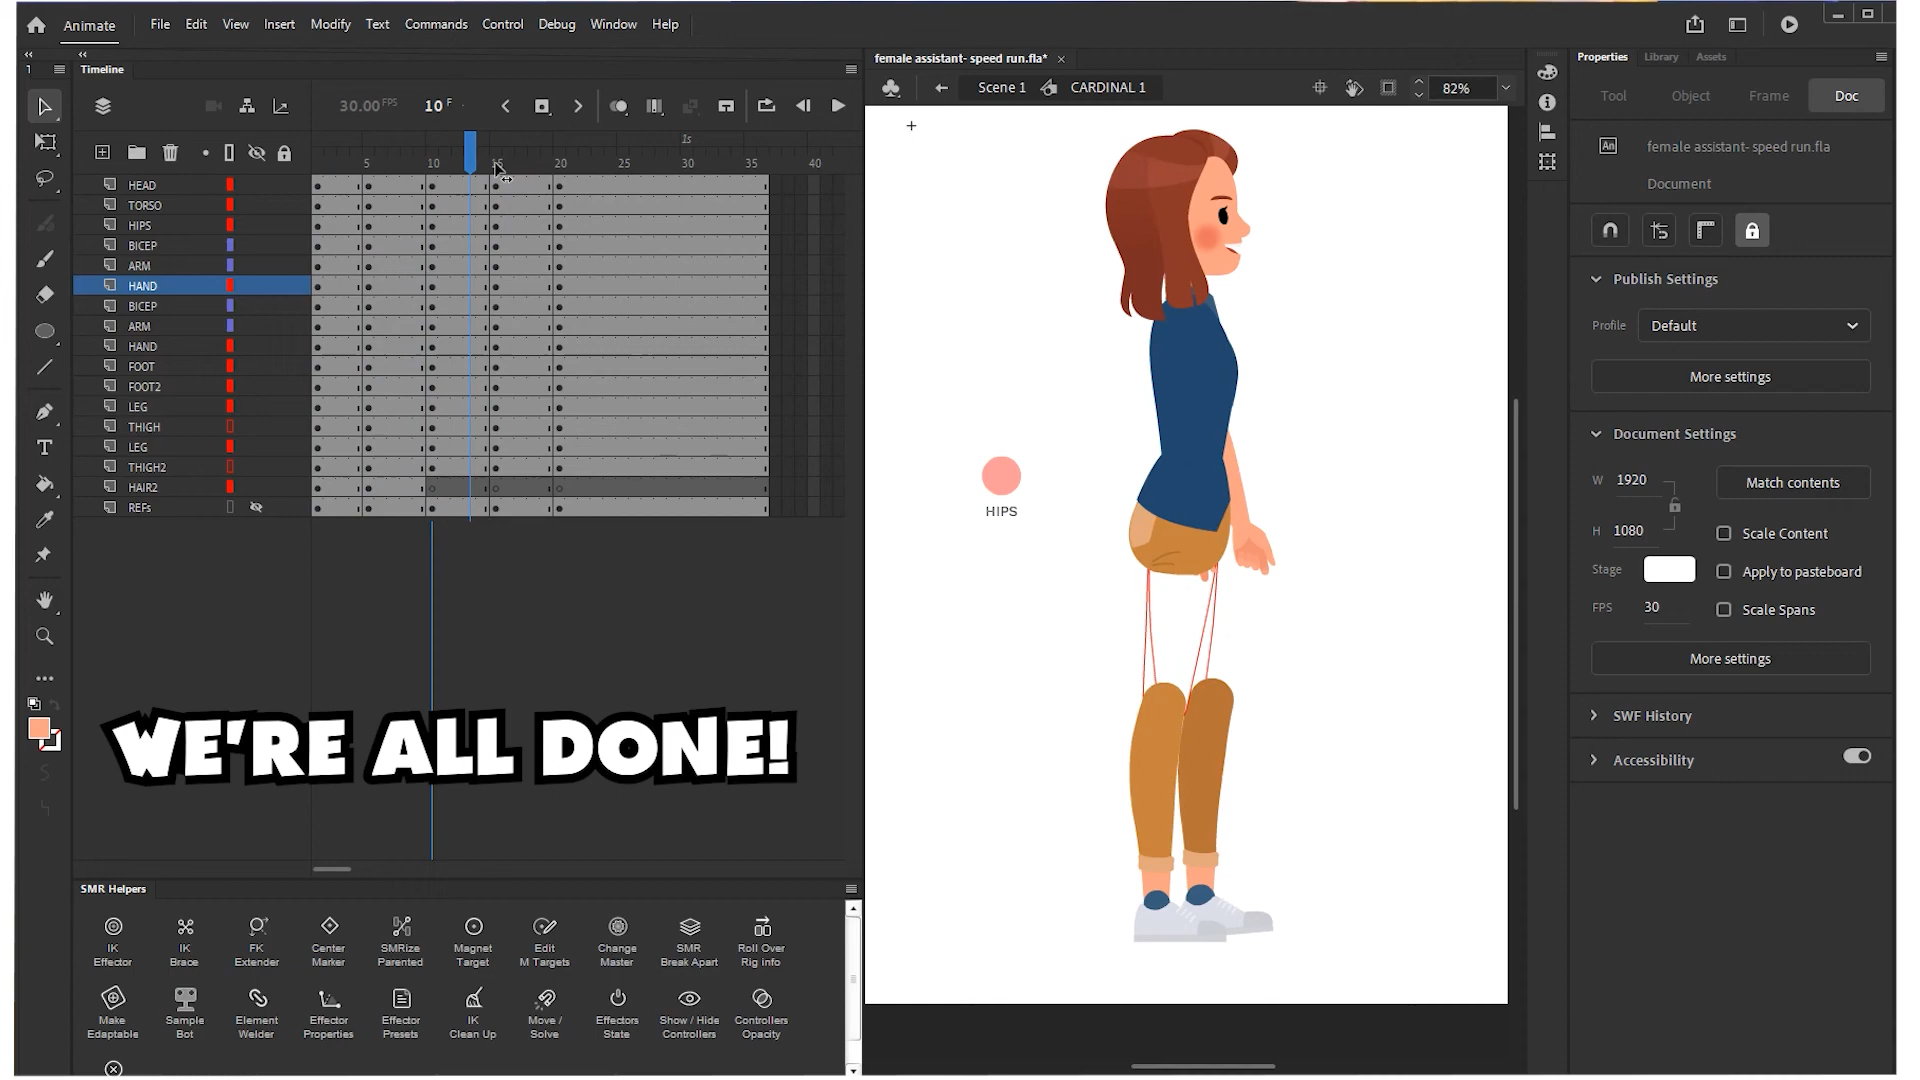 Animate File Edit View Insert Modify Text Commands Control Debug Window Help
1 Timeline
female assistant- speed run.fla* ×
Properties Library Assets
30.00 FPS 10 F
Scene 1 CARDINAL 1 82%
Tool Object Frame Doc
1s
5 10 15 20 25 30 35 40
HEAD
TORSO
HIPS
BICEP
ARM
HAND
BICEP
ARM
HAND
FOOT
FOOT2
LEG
THIGH
LEG
THIGH2
HAIR2
REFs
HIPS
An female assistant- speed run.fla
Document
Publish Settings
Profile Default
More settings
Document Settings
W 1920 Match contents
H 1080 Scale Content
Stage Apply to pasteboard
FPS 30 Scale Spans
More settings
SWF History
Accessibility
WE'RE ALL DONE!
SMR Helpers
IK Effector
IK Brace
FK Extender
Center Marker
SMRize Parented
Magnet Target
Edit M Targets
Change Master
SMR Break Apart
Roll Over Rig info
Make Adaptable
Sample Bot
Element Welder
Effector Properties
Effector Presets
IK Clean Up
Move / Solve
Effectors State
Show / Hide Controllers
Controllers Opacity